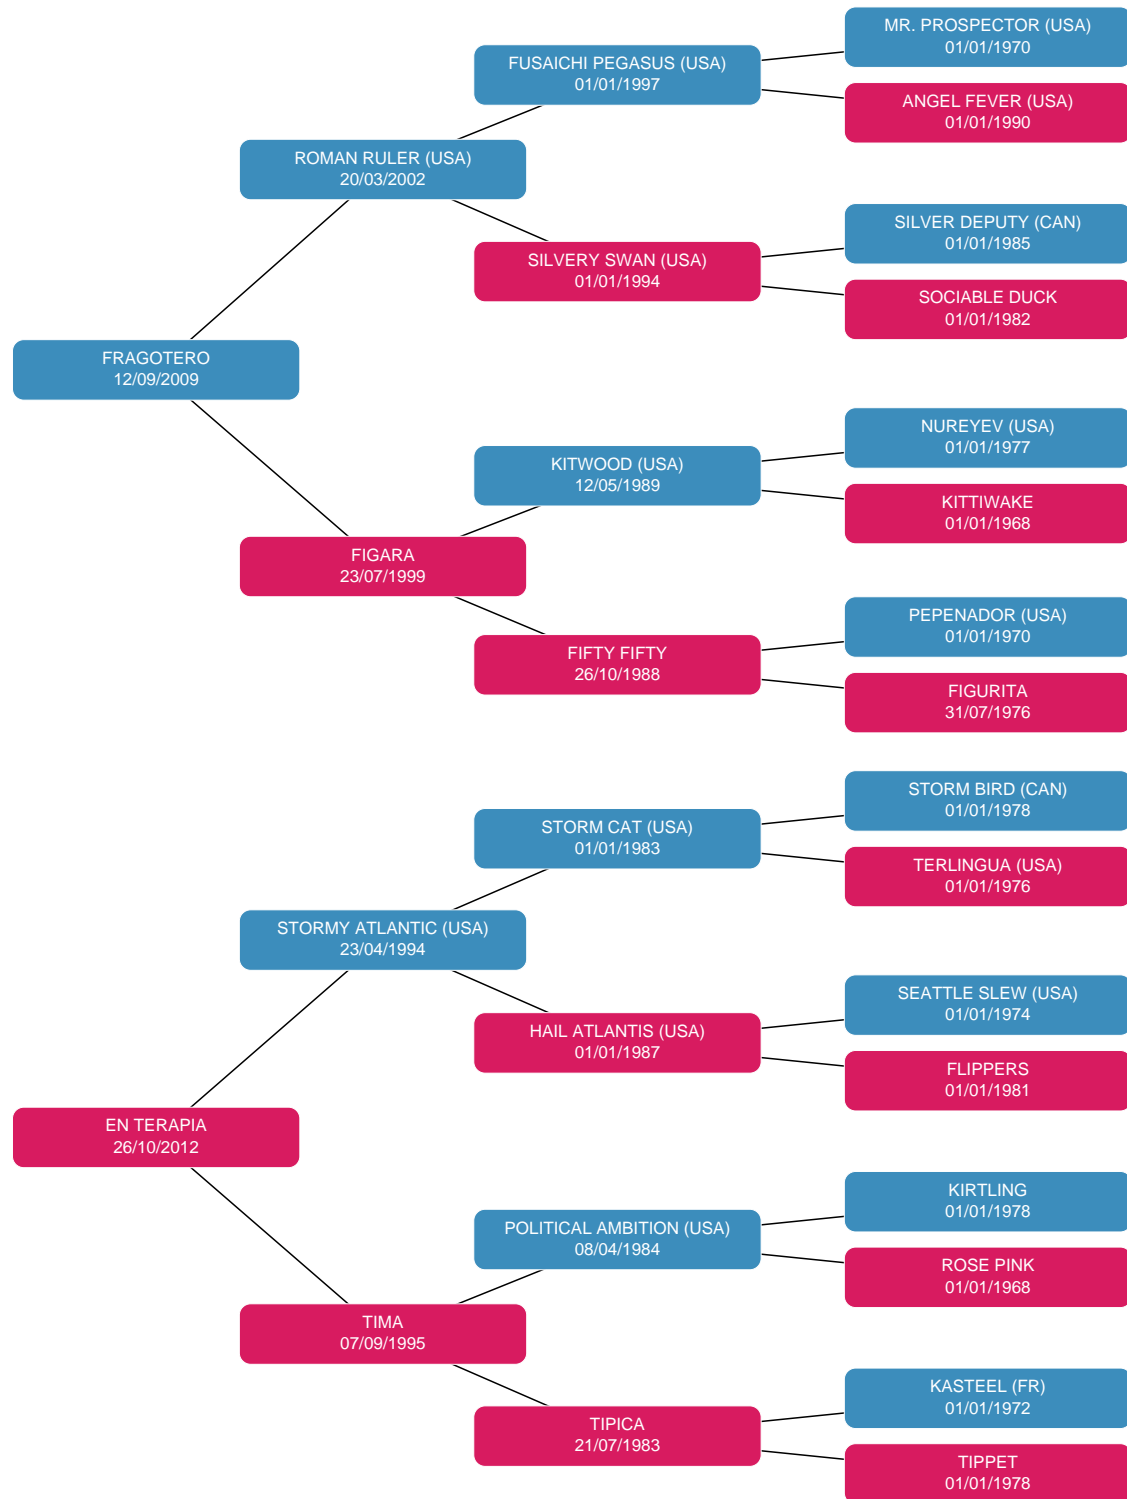 MR. PROSPECTOR (USA)
01/01/1970
FUSAICHI PEGASUS (USA)
01/01/1997
ANGEL FEVER (USA)
01/01/1990
ROMAN RULER (USA)
20/03/2002
SILVER DEPUTY (CAN)
01/01/1985
SILVERY SWAN (USA)
01/01/1994
SOCIABLE DUCK
01/01/1982
FRAGOTERO
12/09/2009
NUREYEV (USA)
01/01/1977
KITWOOD (USA)
12/05/1989
KITTIWAKE
01/01/1968
FIGARA
23/07/1999
PEPENADOR (USA)
01/01/1970
FIFTY FIFTY
26/10/1988
FIGURITA
31/07/1976
STORM BIRD (CAN)
01/01/1978
STORM CAT (USA)
01/01/1983
TERLINGUA (USA)
01/01/1976
STORMY ATLANTIC (USA)
23/04/1994
SEATTLE SLEW (USA)
01/01/1974
HAIL ATLANTIS (USA)
01/01/1987
FLIPPERS
01/01/1981
EN TERAPIA
26/10/2012
KIRTLING
01/01/1978
POLITICAL AMBITION (USA)
08/04/1984
ROSE PINK
01/01/1968
TIMA
07/09/1995
KASTEEL (FR)
01/01/1972
TIPICA
21/07/1983
TIPPET
01/01/1978